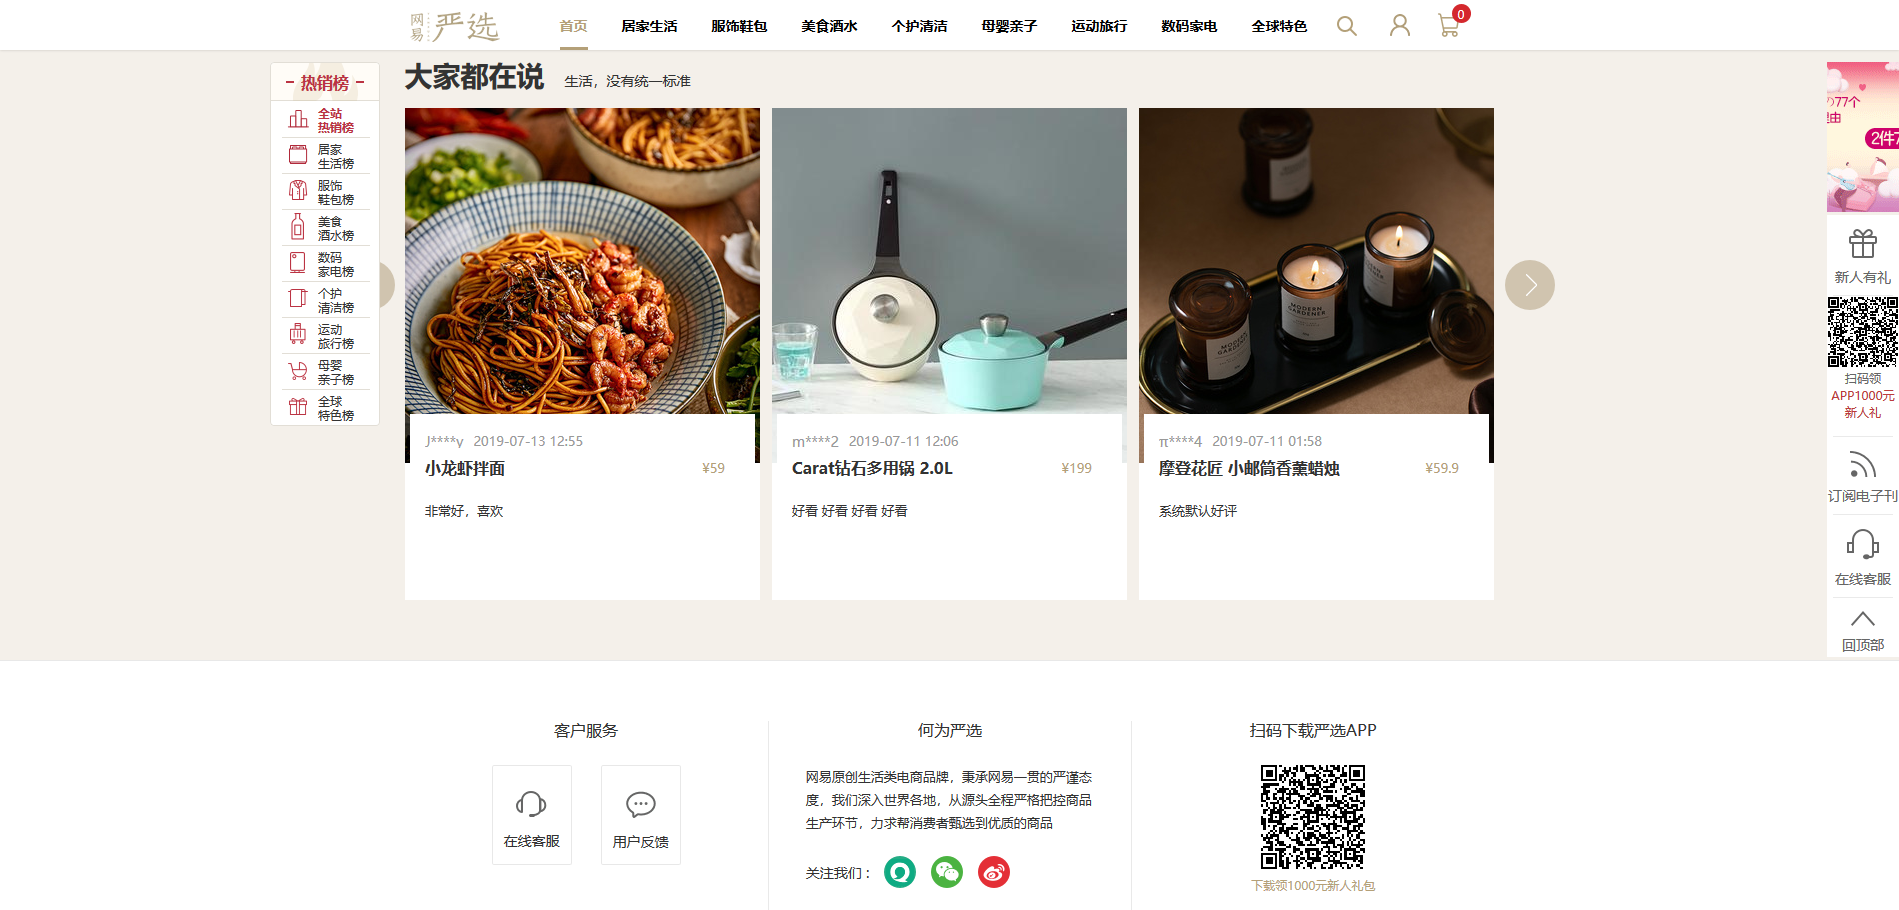 网易 严选
首页 居家生活 服饰鞋包 美食酒水 个护清洁 母婴亲子 运动旅行 数码家电 全球特色 0
热销榜
全站
热销榜
居家
生活榜
服饰
鞋包榜
美食
酒水榜
数码
家电榜
个护
清洁榜
运动
旅行榜
母婴
亲子榜
全球
特色榜
大家都在说 生活，没有统一标准
MODERN
GARDENER
MODERN
GARDENER
MODERN
GARDENER
J****y 2019-07-13 12:55
小龙虾拌面 ¥59
非常好，喜欢
m****2 2019-07-11 12:06
Carat钻石多用锅 2.0L ¥199
好看 好看 好看 好看
π****4 2019-07-11 01:58
摩登花匠 小邮筒香薰蜡烛 ¥59.9
系统默认好评
の77个
理由
2件7
新人有礼
扫码领
APP1000元
新人礼
订阅电子刊
在线客服
回顶部
客户服务
在线客服
用户反馈
何为严选
网易原创生活类电商品牌，秉承网易一贯的严谨态
度，我们深入世界各地，从源头全程严格把控商品
生产环节，力求帮消费者甄选到优质的商品
关注我们：
扫码下载严选APP
下载领1000元新人礼包